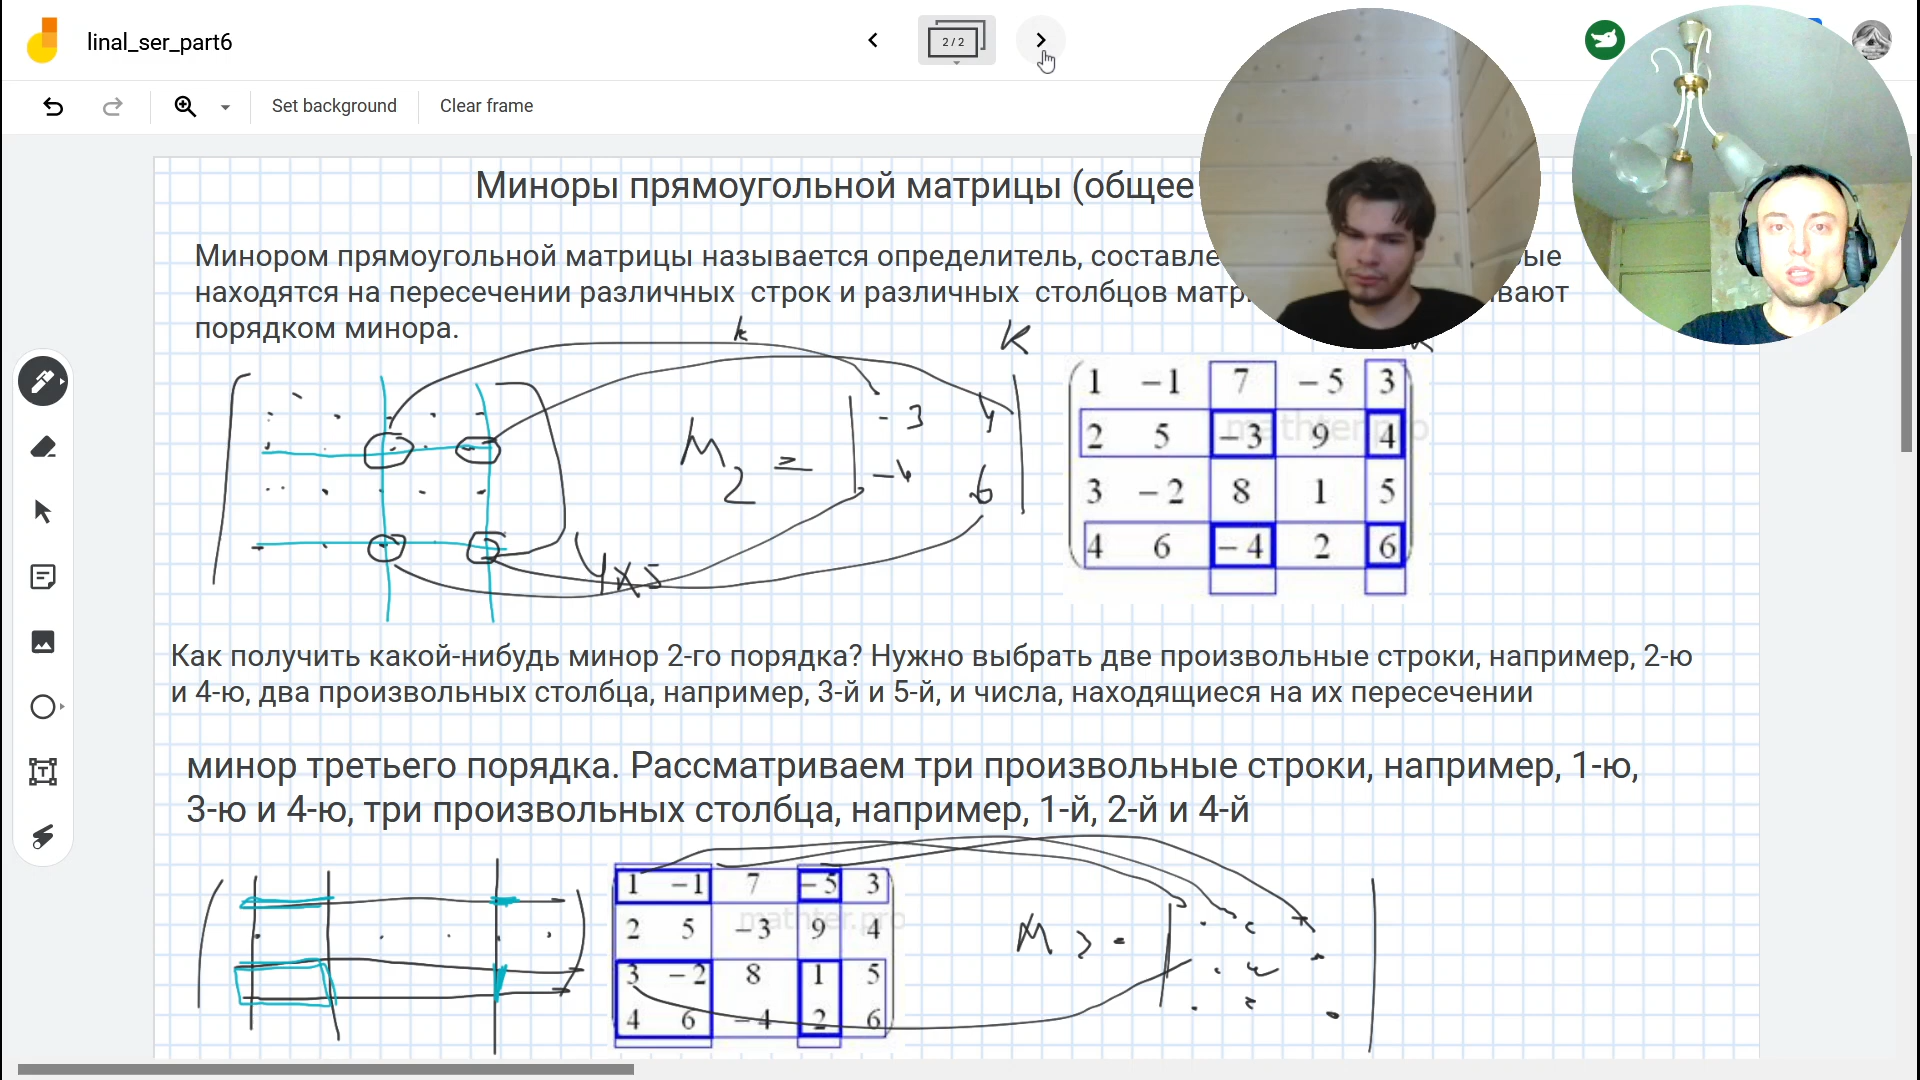 linal_ser_part6
2 / 2
Set background
Clear frame
Миноры прямоугольной матрицы (общее
Минором прямоугольной матрицы называется определитель,
находятся на пересечении различных строк и различных столбцов
порядком минора.
k
K
M2 =
-3 4
-4 6
4x5
1 -1 7 -5 3
2 5 -3 9 4
3 -2 8 1 5
4 6 -4 2 6
mathter.pro
Как получить какой-нибудь минор 2-го порядка? Нужно выбрать две произвольные строки, например, 2-ю
и 4-ю, два произвольных столбца, например, 3-й и 5-й, и числа, находящиеся на их пересечении
минор третьего порядка. Рассматриваем три произвольные строки, например, 1-ю,
3-ю и 4-ю, три произвольных столбца, например, 1-й, 2-й и 4-й
1 -1 7 -5 3
2 5 -3 9 4
3 -2 8 1 5
4 6 -4 2 6
mathter.pro
M